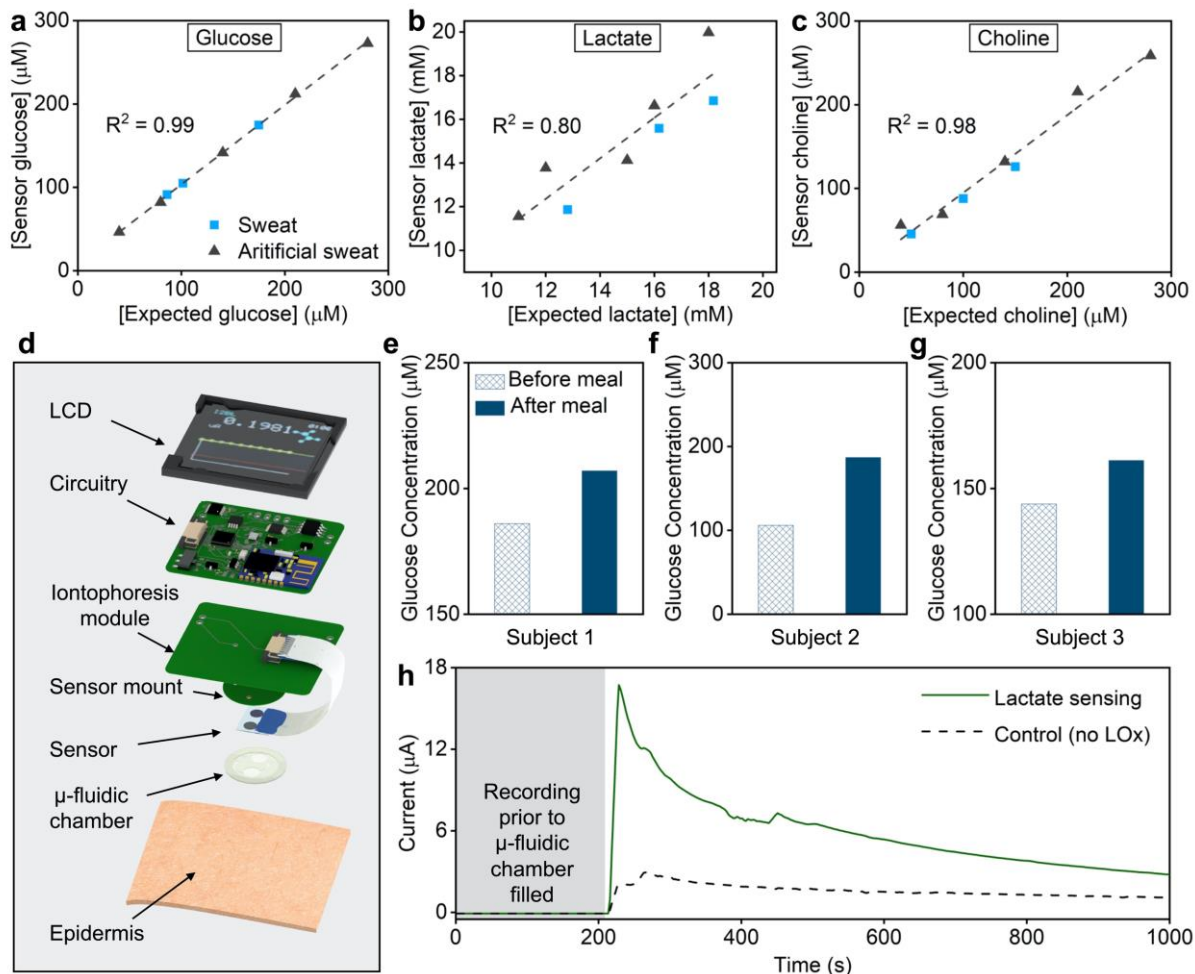 a
Glucose
[Sensor glucose] (μM)
300
200
100
0
R² = 0.99
Sweat
Aritificial sweat
0 100 200 300
[Expected glucose] (μM)
b
Lactate
[Sensor lactate] (mM)
20
18
16
14
12
10
R² = 0.80
10 12 14 16 18 20
[Expected lactate] (mM)
c
Choline
[Sensor choline] (μM)
300
200
100
0
R² = 0.98
0 100 200 300
[Expected choline] (μM)
d
LCD
0.1981
Circuitry
Iontophoresis
module
Sensor mount
Sensor
μ-fluidic
chamber
Epidermis
e
Glucose Concentration (μM)
250
200
150
Before meal
After meal
Subject 1
f
Glucose Concentration (μM)
300
200
100
0
Subject 2
g
Glucose Concentration (μM)
200
150
100
Subject 3
h
Current (μA)
18
12
6
0
Recording
prior to
μ-fluidic
chamber
filled
Lactate sensing
Control (no LOx)
0 200 400 600 800 1000
Time (s)